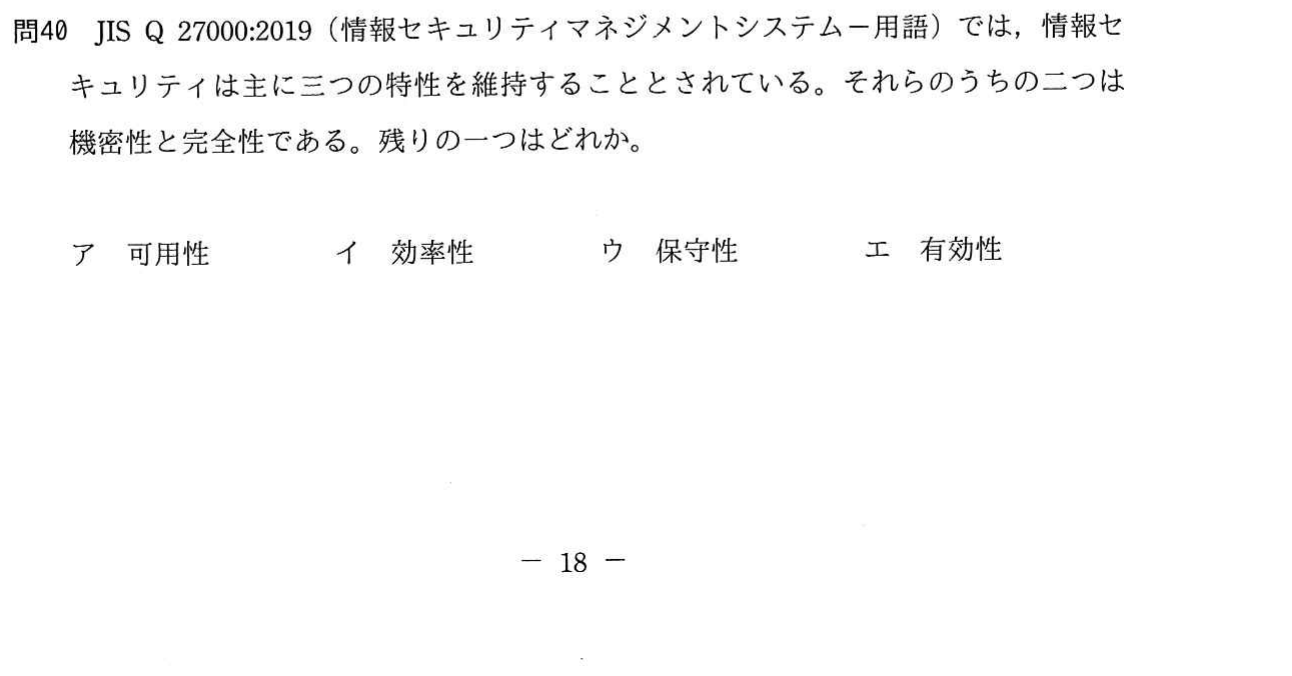 問40 JIS Q 27000:2019（情報セキュリティマネジメントシステム－用語）では，情報セ
キュリティは主に三つの特性を維持することとされている。それらのうちの二つは
機密性と完全性である。残りの一つはどれか。
ア 可用性 イ 効率性 ウ 保守性 エ 有効性
－ 18 －